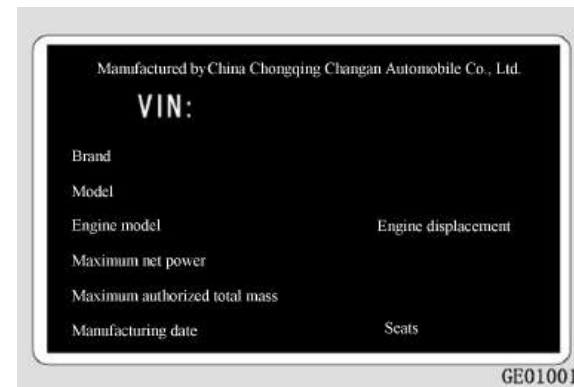 Manufactured by China Chongqing Changan Automobile Co., Ltd.
VIN:
Brand
Model
Engine model Engine displacement
Maximum net power
Maximum authorized total mass
Manufacturing date Seats
GE01001